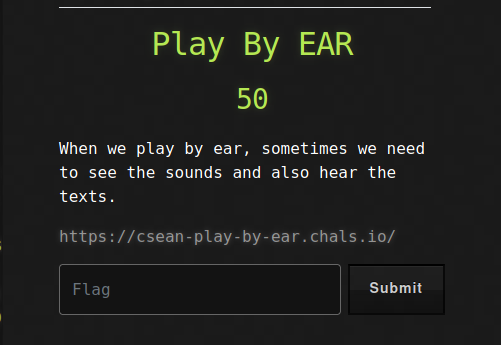 Play By EAR
50
When we play by ear, sometimes we need
to see the sounds and also hear the
texts.
https://csean-play-by-ear.chals.io/
Flag
Submit